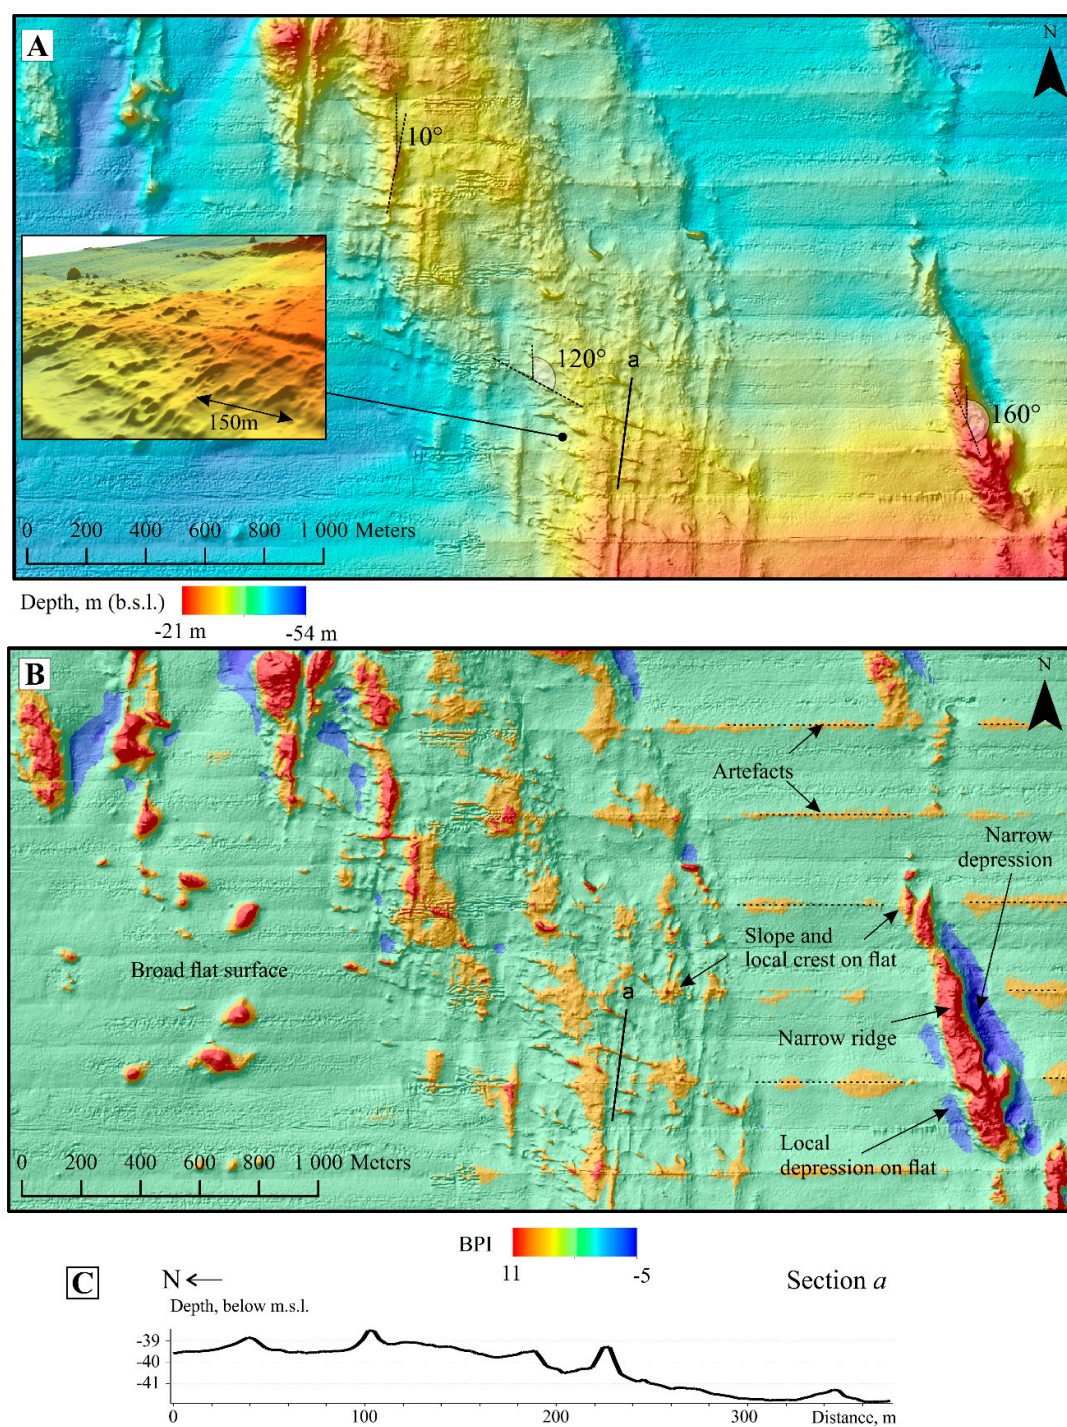 A
N
10°
120°
a
160°
150m
0 200 400 600 800 1 000 Meters
Depth, m (b.s.l.)
-21 m -54 m
B
N
Artefacts
Narrow
depression
Slope and
local crest on flat
Broad flat surface
a
Narrow ridge
Local
depression on flat
0 200 400 600 800 1 000 Meters
BPI
11 -5
C
N
Section a
Depth, below m.s.l.
-39
-40
-41
0 100 200 300 Distance, m